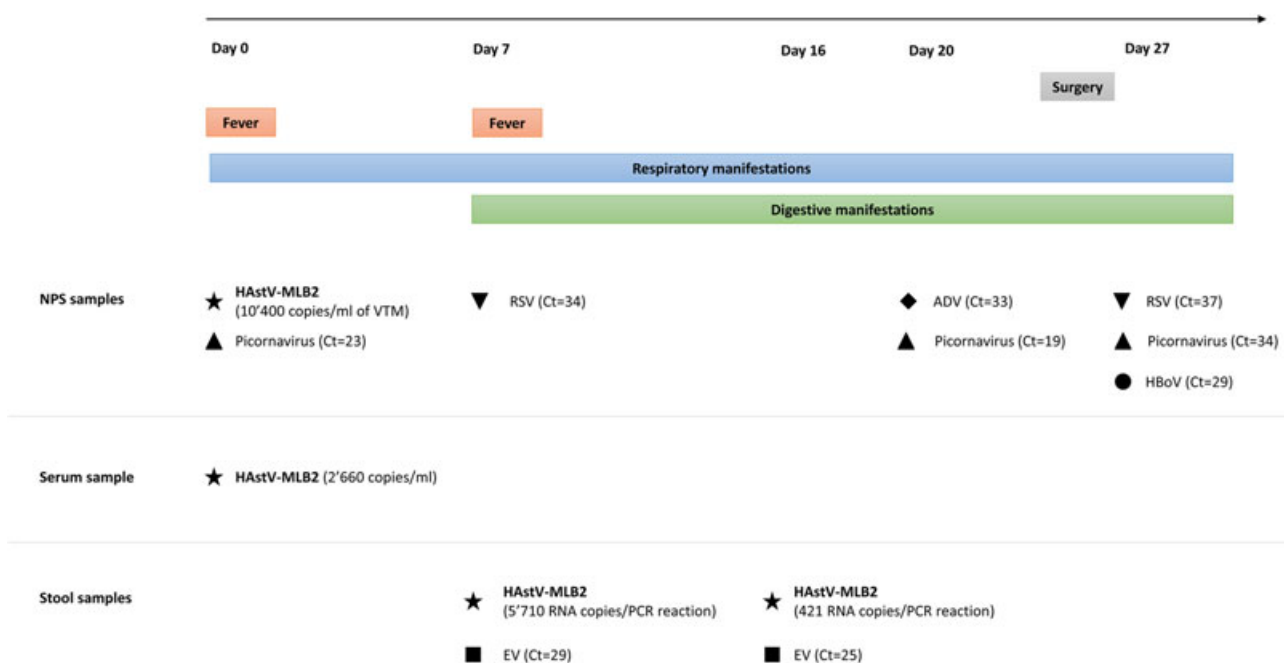 Day 0 Day 7 Day 16 Day 20 Day 27
Surgery
Fever Fever
Respiratory manifestations
Digestive manifestations
NPS samples
HAstV-MLB2
(10'400 copies/ml of VTM)
RSV (Ct=34)
ADV (Ct=33)
RSV (Ct=37)
Picornavirus (Ct=23)
Picornavirus (Ct=19)
Picornavirus (Ct=34)
HBoV (Ct=29)
Serum sample
HAstV-MLB2 (2'660 copies/ml)
Stool samples
HAstV-MLB2
(5'710 RNA copies/PCR reaction)
HAstV-MLB2
(421 RNA copies/PCR reaction)
EV (Ct=29)
EV (Ct=25)